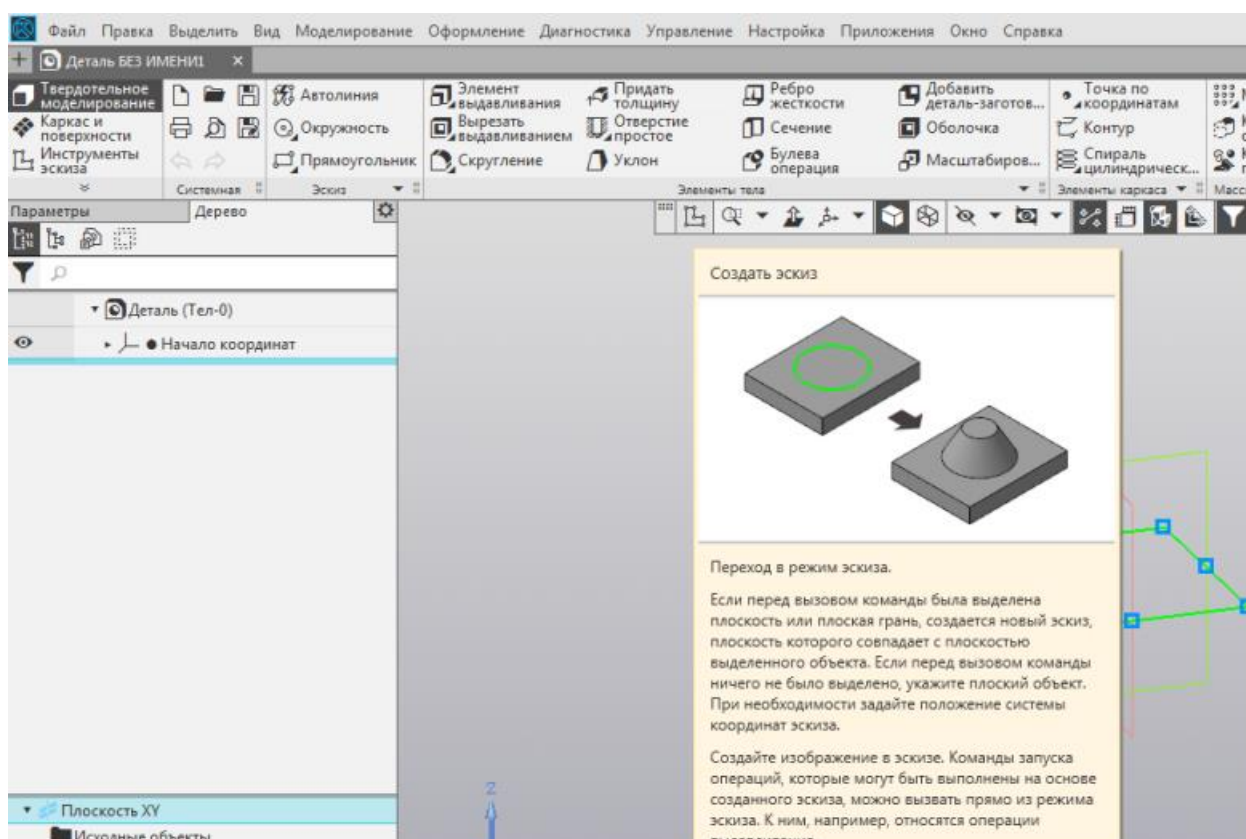 Файл Правка Выделить Вид Моделирование Оформление Диагностика Управление Настройка Приложения Окно Справка
Деталь БЕЗ ИМЕНИ1
Твердотельное моделирование
Каркас и поверхности
Инструменты эскиза
Системная
Автолиния
Окружность
Прямоугольник
Эскиз
Элемент выдавливания
Вырезать выдавливанием
Скругление
Придать толщину
Отверстие простое
Уклон
Ребро жесткости
Сечение
Булева операция
Добавить деталь-заготов...
Оболочка
Масштабиров...
Элементы тела
Точка по координатам
Контур
Спираль цилиндрическ...
Элементы каркаса
Параметры
Дерево
Деталь (Тел-0)
Начало координат
Создать эскиз
Переход в режим эскиза.
Если перед вызовом команды была выделена
плоскость или плоская грань, создается новый эскиз,
плоскость которого совпадает с плоскостью
выделенного объекта. Если перед вызовом команды
ничего не было выделено, укажите плоский объект.
При необходимости задайте положение системы
координат эскиза.
Создайте изображение в эскизе. Команды запуска
операций, которые могут быть выполнены на основе
созданного эскиза, можно вызвать прямо из режима
эскиза. К ним, например, относятся операции
Z
Плоскость XY
Исходные объекты